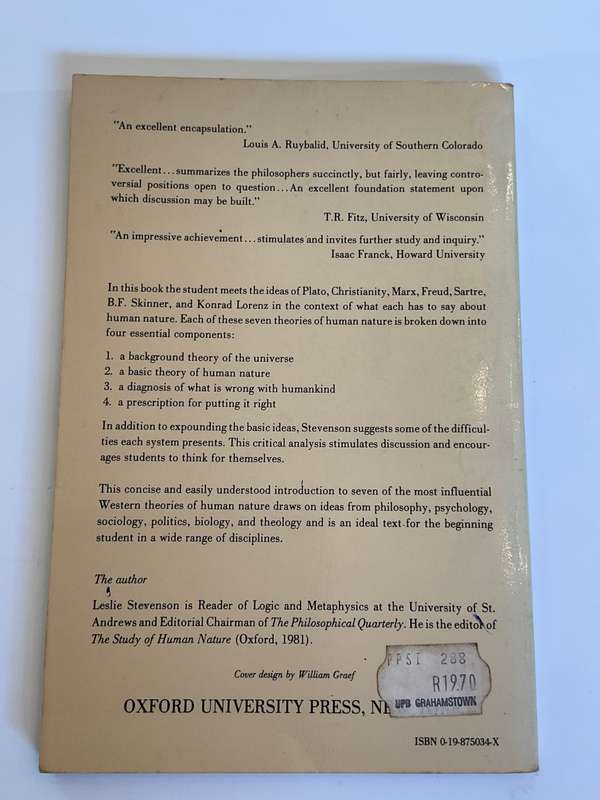 "An excellent encapsulation."
Louis A. Ruybalid, University of Southern Colorado
"Excellent...summarizes the philosophers succinctly, but fairly, leaving contro-
versial positions open to question...An excellent foundation statement upon
which discussion may be built."
T.R. Fitz, University of Wisconsin
"An impressive achievement...stimulates and invites further study and inquiry."
Isaac Franck, Howard University
In this book the student meets the ideas of Plato, Christianity, Marx, Freud, Sartre,
B.F. Skinner, and Konrad Lorenz in the context of what each has to say about
human nature. Each of these seven theories of human nature is broken down into
four essential components:
1. a background theory of the universe
2. a basic theory of human nature
3. a diagnosis of what is wrong with humankind
4. a prescription for putting it right
In addition to expounding the basic ideas, Stevenson suggests some of the difficul-
ties each system presents. This critical analysis stimulates discussion and encour-
ages students to think for themselves.
This concise and easily understood introduction to seven of the most influential
Western theories of human nature draws on ideas from philosophy, psychology,
sociology, politics, biology, and theology and is an ideal text for the beginning
student in a wide range of disciplines.
The author
Leslie Stevenson is Reader of Logic and Metaphysics at the University of St.
Andrews and Editorial Chairman of The Philosophical Quarterly. He is the editor of
The Study of Human Nature (Oxford, 1981).
Cover design by William Graef
PPST 288
R19.70
UPB GRAHAMSTOWN
OXFORD UNIVERSITY PRESS,
ISBN 0-19-875034-X